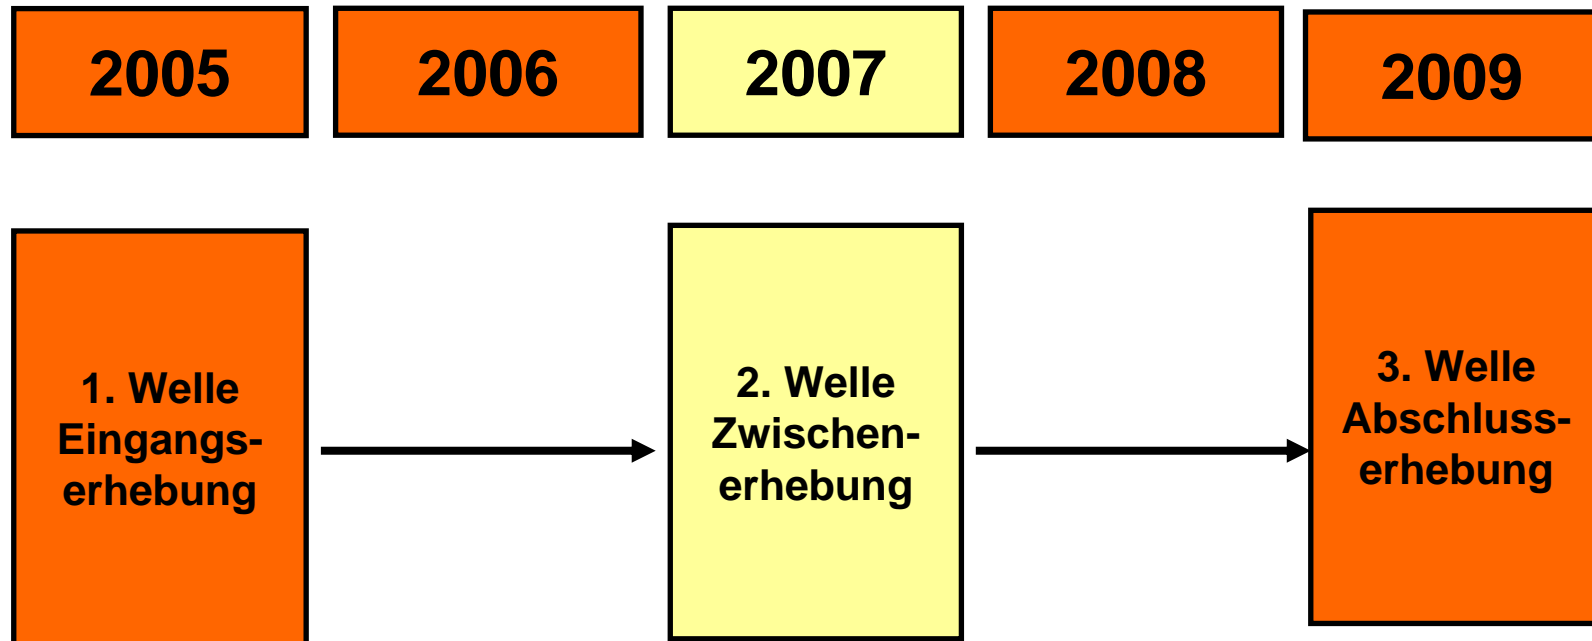 2005
2006
2007
2008
2009
1. Welle
Eingangs-
erhebung
2. Welle
Zwischen-
erhebung
3. Welle
Abschluss-
erhebung